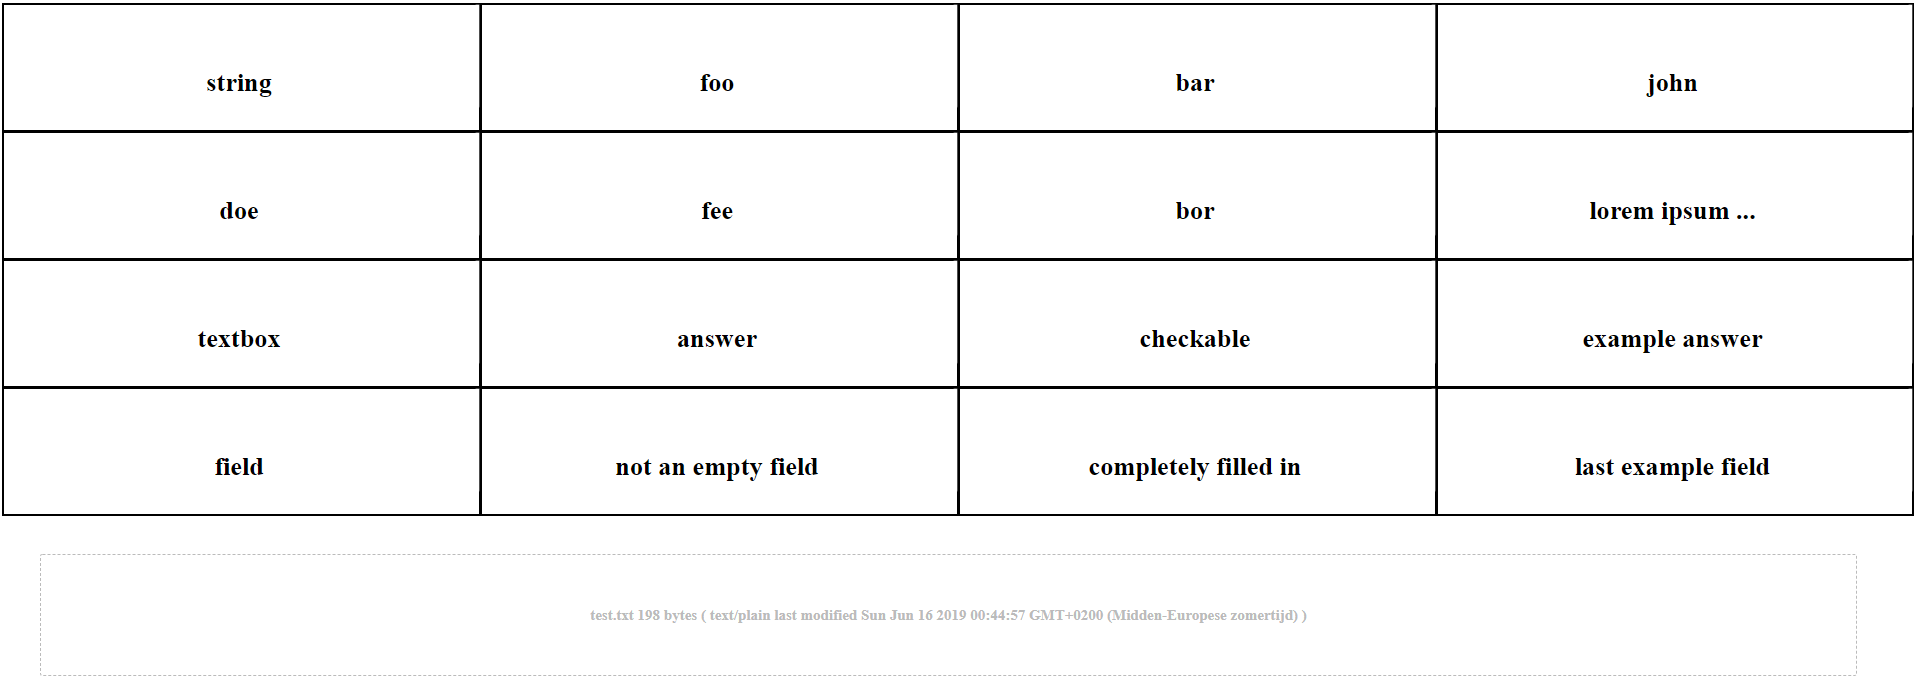 string foo bar john
doe fee bor lorem ipsum ...
textbox answer checkable example answer
field not an empty field completely filled in last example field
test.txt 198 bytes ( text/plain last modified Sun Jun 16 2019 00:44:57 GMT+0200 (Midden-Europese zomertijd) )